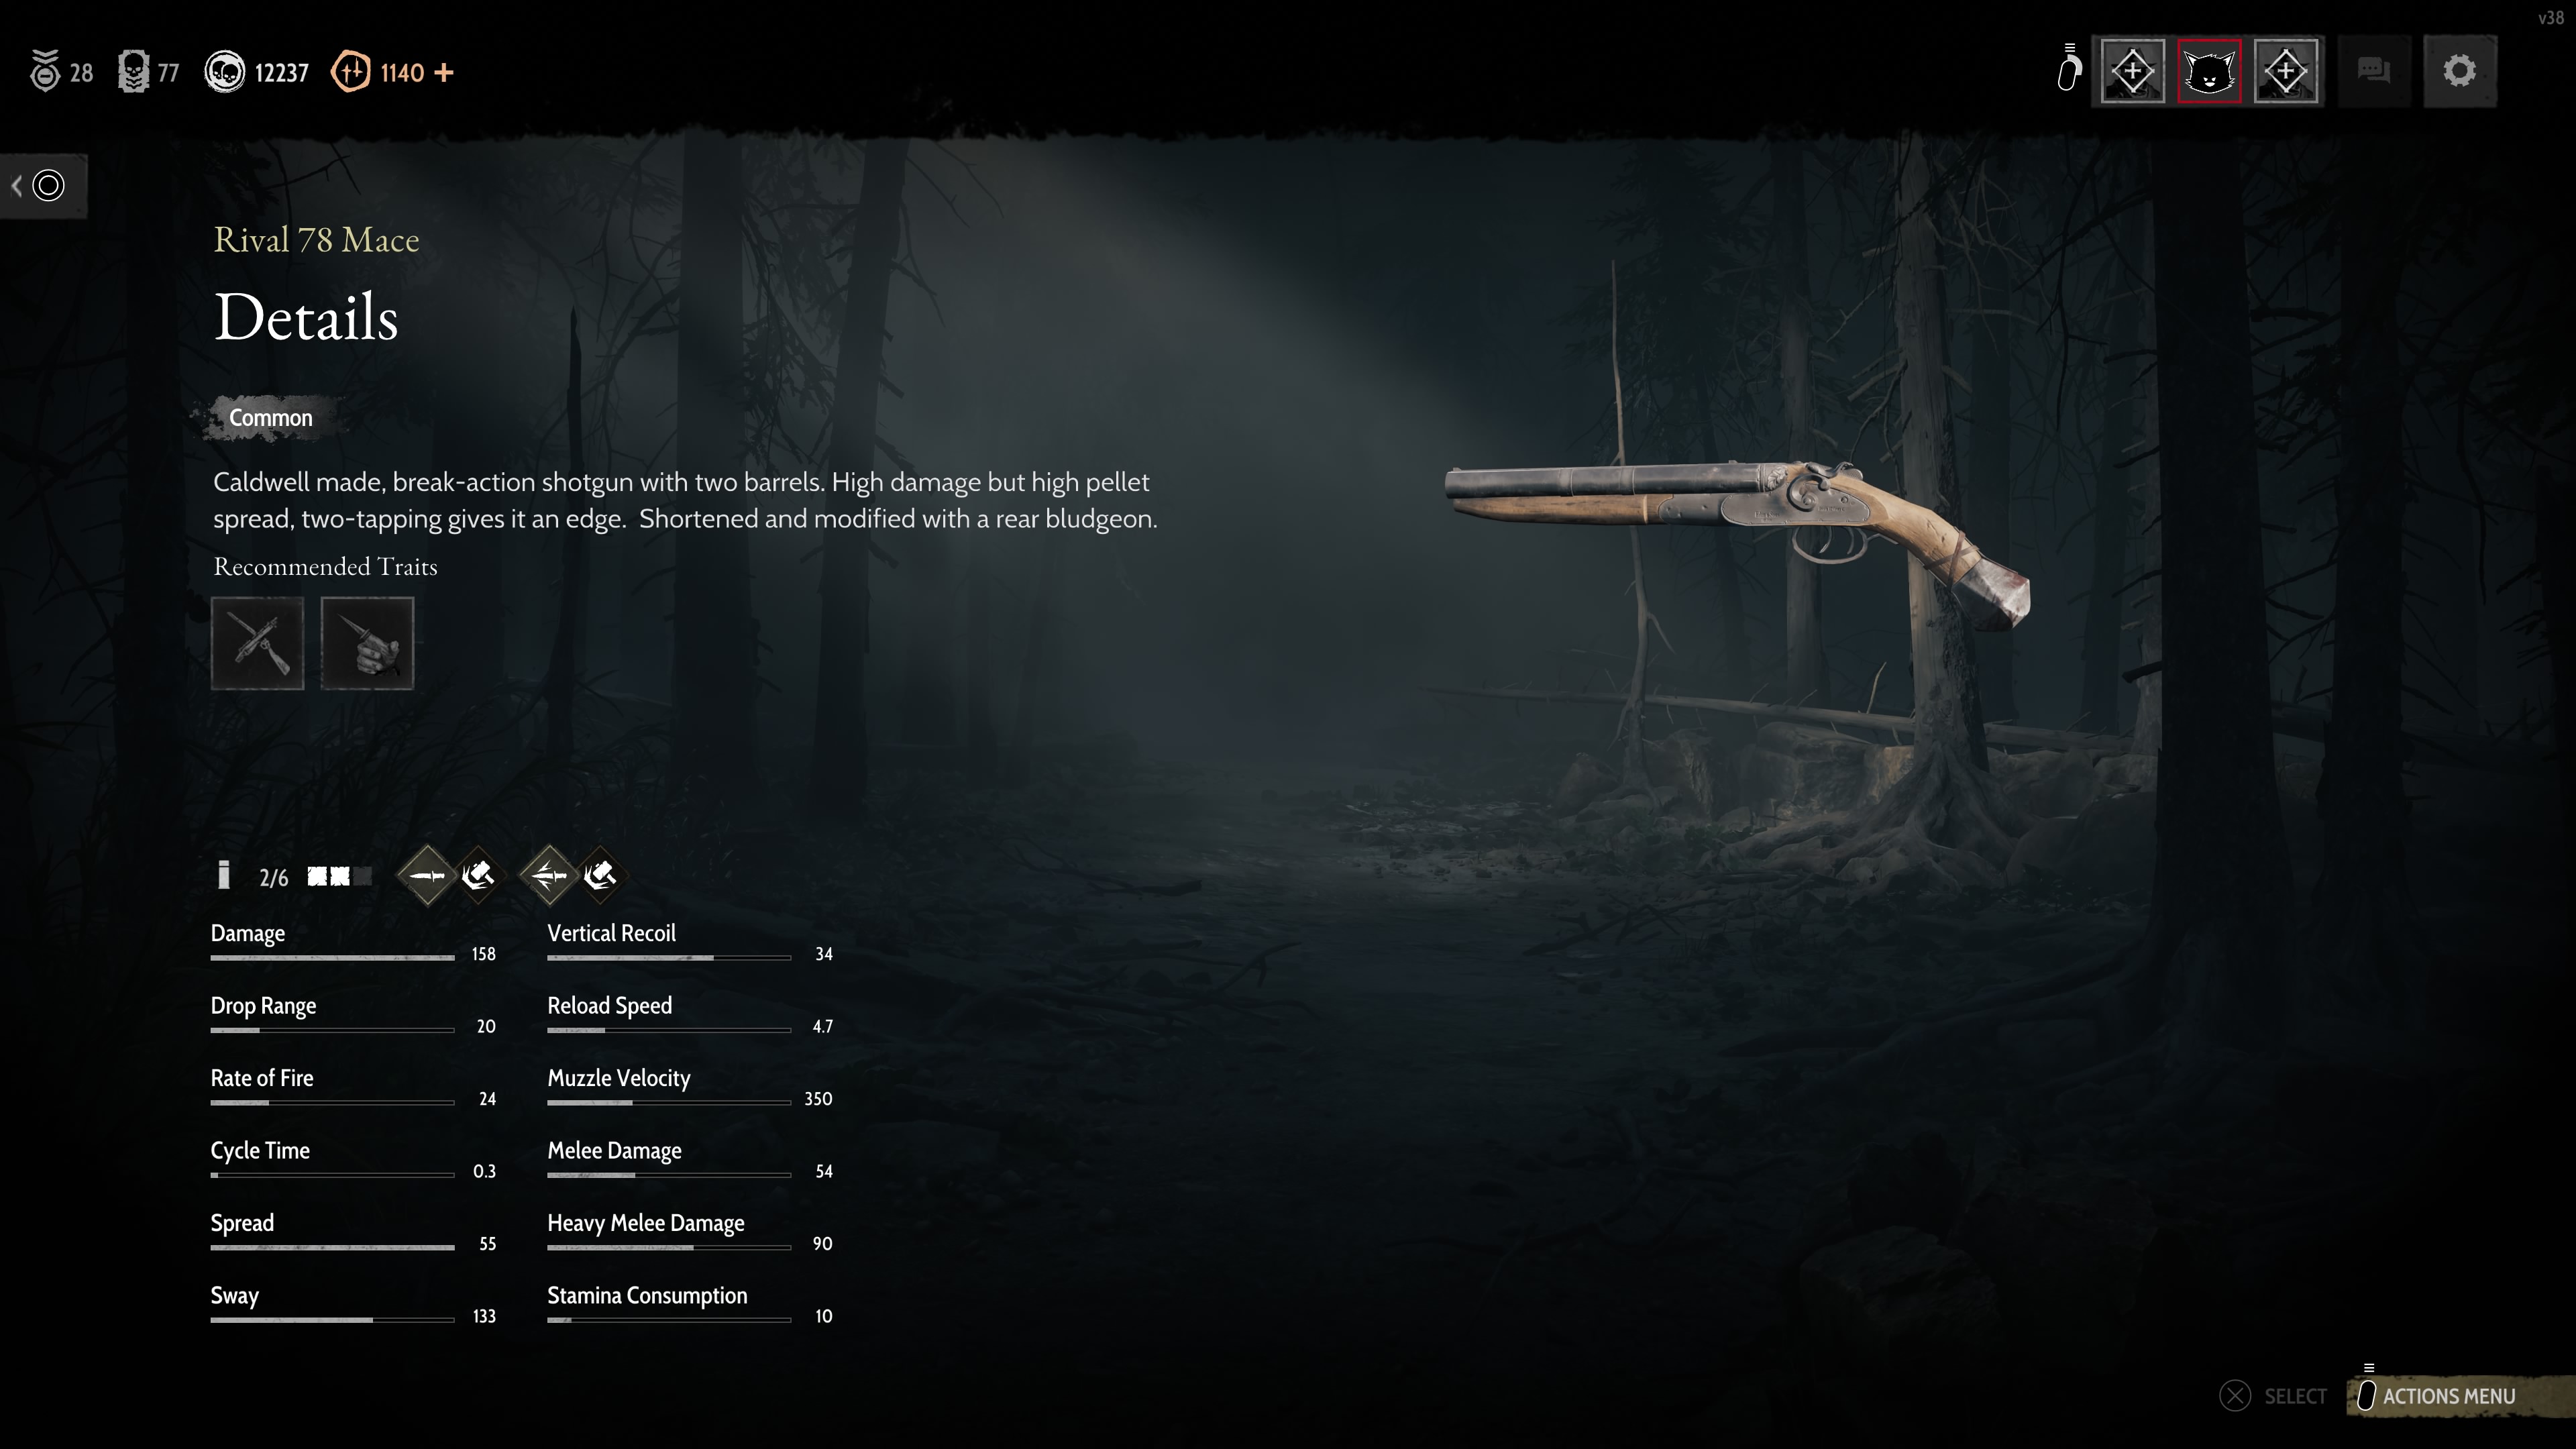 v38
28 77 12237 1140 +
Rival 78 Mace
Details
Common
Caldwell made, break-action shotgun with two barrels. High damage but high pellet
spread, two-tapping gives it an edge.  Shortened and modified with a rear bludgeon.
Recommended Traits
2/6
Damage 158
Vertical Recoil 34
Drop Range 20
Reload Speed 4.7
Rate of Fire 24
Muzzle Velocity 350
Cycle Time 0.3
Melee Damage 54
Spread 55
Heavy Melee Damage 90
Sway 133
Stamina Consumption 10
SELECT
ACTIONS MENU